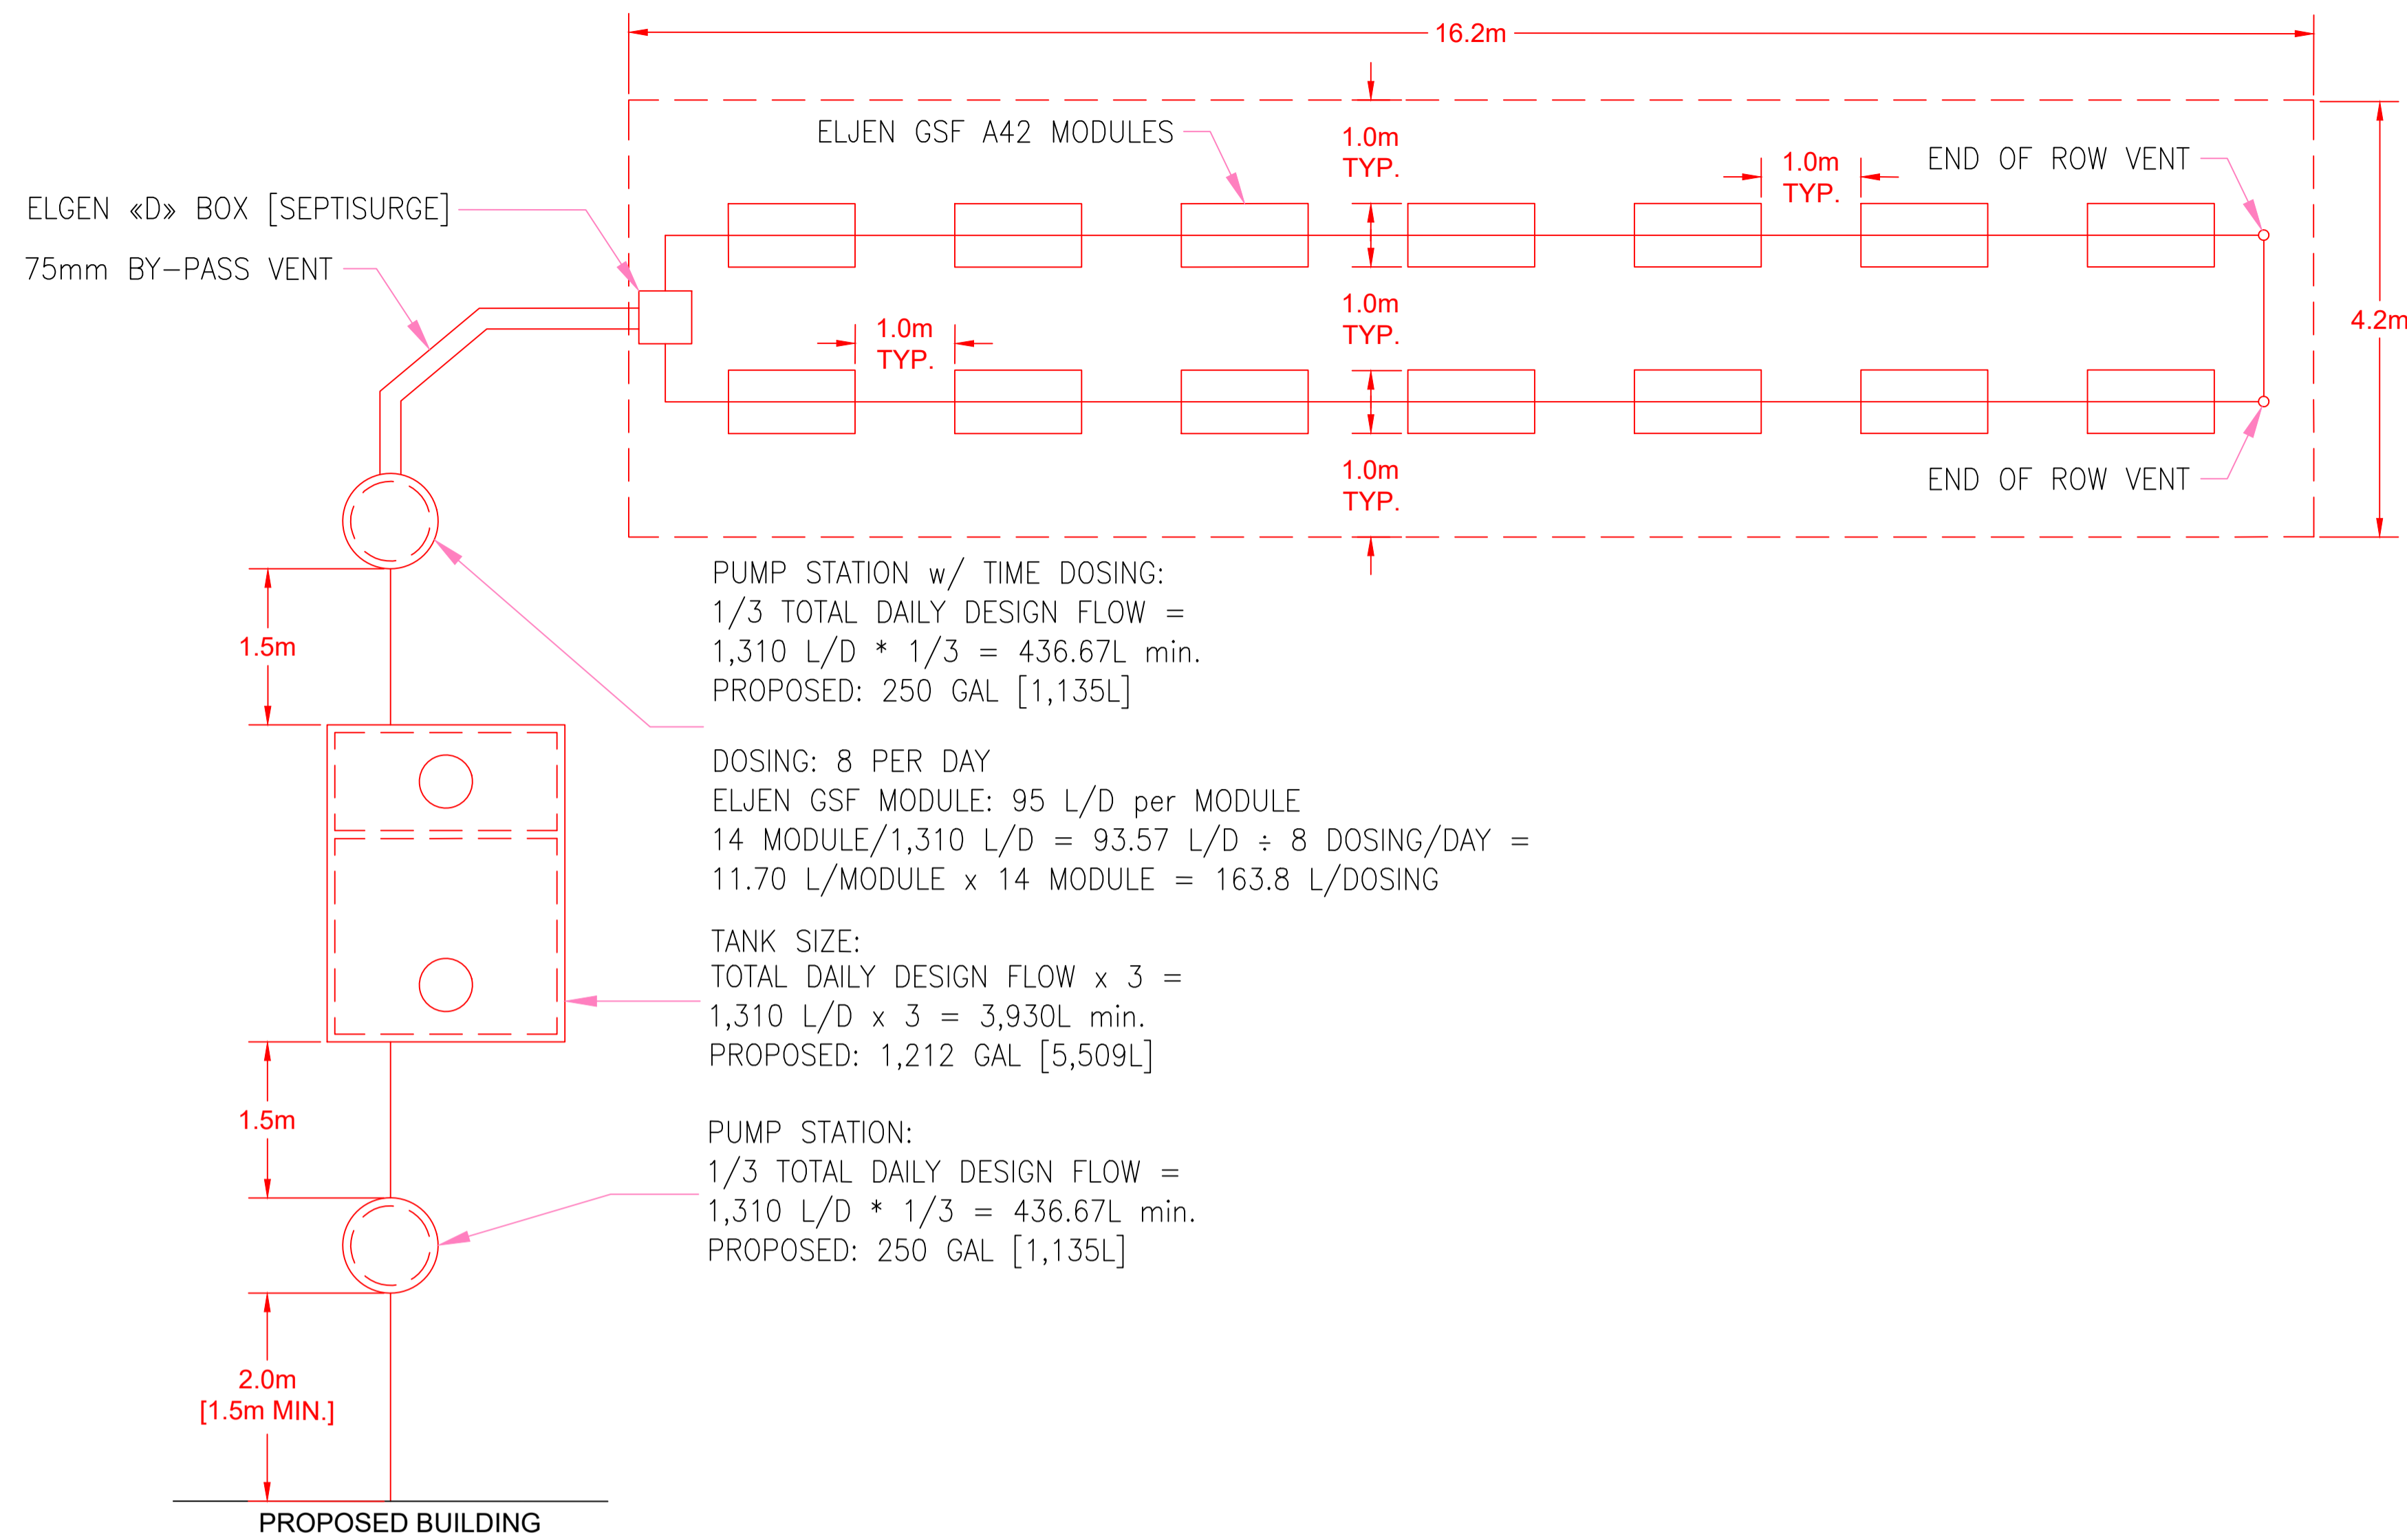 16.2m
ELJEN GSF A42 MODULES
1.0m
TYP.
1.0m
TYP.
END OF ROW VENT
ELGEN «D» BOX [SEPTISURGE]
75mm BY-PASS VENT
1.0m
TYP.
1.0m
TYP.
4.2m
1.0m
TYP.
END OF ROW VENT
PUMP STATION w/ TIME DOSING:
1/3 TOTAL DAILY DESIGN FLOW =
1,310 L/D * 1/3 = 436.67L min.
PROPOSED: 250 GAL [1,135L]
1.5m
DOSING: 8 PER DAY
ELJEN GSF MODULE: 95 L/D per MODULE
14 MODULE/1,310 L/D = 93.57 L/D ÷ 8 DOSING/DAY =
11.70 L/MODULE x 14 MODULE = 163.8 L/DOSING
TANK SIZE:
TOTAL DAILY DESIGN FLOW x 3 =
1,310 L/D x 3 = 3,930L min.
PROPOSED: 1,212 GAL [5,509L]
1.5m
PUMP STATION:
1/3 TOTAL DAILY DESIGN FLOW =
1,310 L/D * 1/3 = 436.67L min.
PROPOSED: 250 GAL [1,135L]
2.0m
[1.5m MIN.]
PROPOSED BUILDING